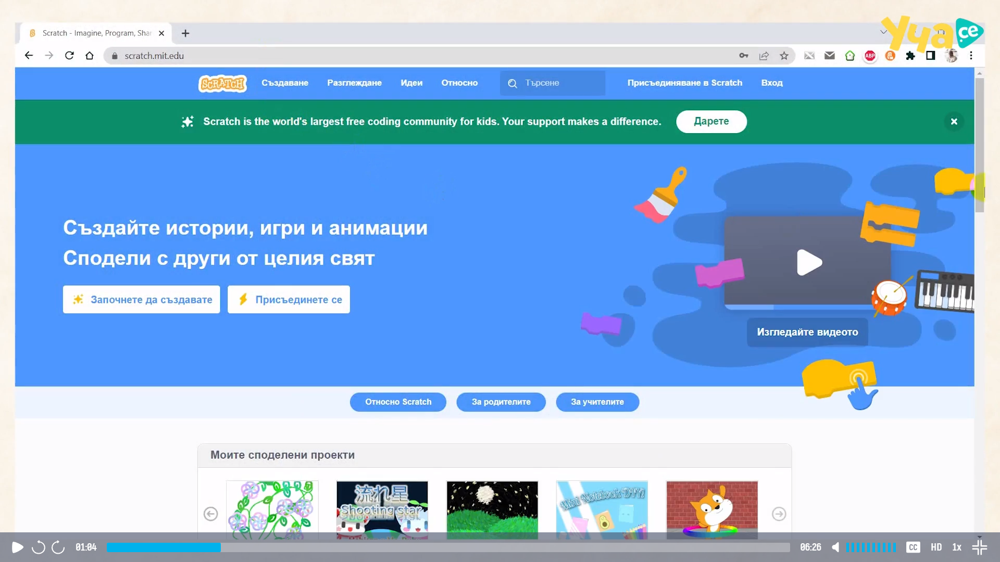 Уча се
Scratch - Imagine, Program, Shar
scratch.mit.edu
ABP
SCRATCH
Създаване
Разглеждане
Идеи
Относно
Търсене
Присъединяване в Scratch
Вход
Scratch is the world's largest free coding community for kids. Your support makes a difference.
Дарете
Създайте истории, игри и анимации
Сподели с други от целия свят
Започнете да създавате
Присъединете се
Изгледайте видеото
Относно Scratch
За родителите
За учителите
Моите споделени проекти
流れ星
Shooting star
Mini Notebook DIY!
01:04
06:26
CC
HD
1x